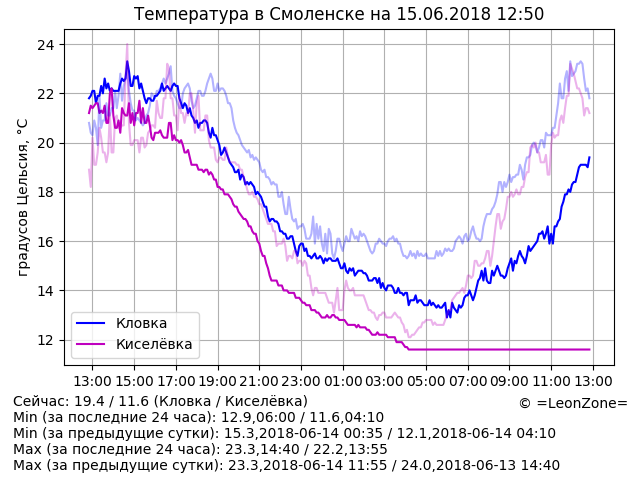 Температура в Смоленске на 15.06.2018 12:50
градусов Цельсия, °C
24
22
20
18
16
14
12
Кловка
Киселёвка
13:00 15:00 17:00 19:00 21:00 23:00 01:00 03:00 05:00 07:00 09:00 11:00 13:00
Сейчас: 19.4 / 11.6 (Кловка / Киселёвка)
© =LeonZone=
Min (за последние 24 часа): 12.9,06:00 / 11.6,04:10
Min (за предыдущие сутки): 15.3,2018-06-14 00:35 / 12.1,2018-06-14 04:10
Max (за последние 24 часа): 23.3,14:40 / 22.2,13:55
Max (за предыдущие сутки): 23.3,2018-06-14 11:55 / 24.0,2018-06-13 14:40